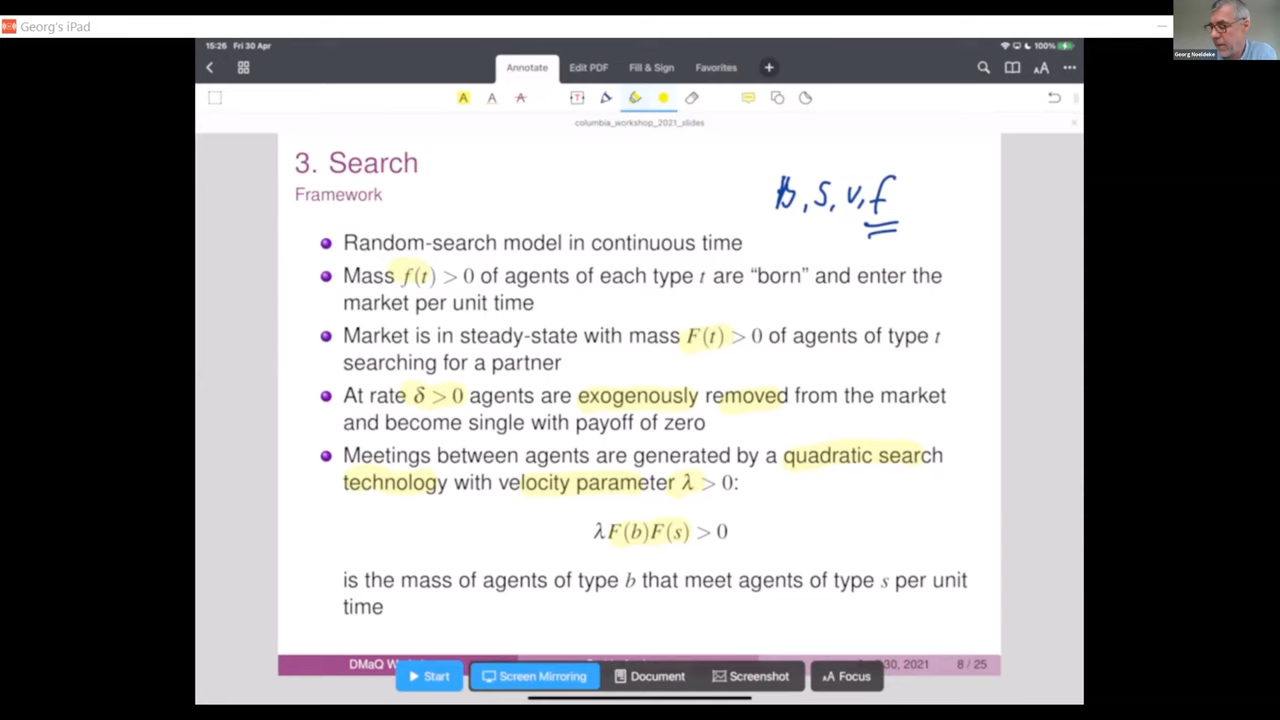 Georg's iPad
Georg Noeldeke
15:26 Fri 30 Apr
100%
Annotate Edit PDF Fill & Sign Favorites
AA
A A A T
columbia_workshop_2021_slides
3. Search
Framework
B, S, v, f
Random-search model in continuous time
Mass f(t) > 0 of agents of each type t are “born” and enter the
market per unit time
Market is in steady-state with mass F(t) > 0 of agents of type t
searching for a partner
At rate δ > 0 agents are exogenously removed from the market
and become single with payoff of zero
Meetings between agents are generated by a quadratic search
technology with velocity parameter λ > 0:
λF(b)F(s) > 0
is the mass of agents of type b that meet agents of type s per unit
time
DMaQ 30, 2021 8 / 25
Start Screen Mirroring Document Screenshot AA Focus